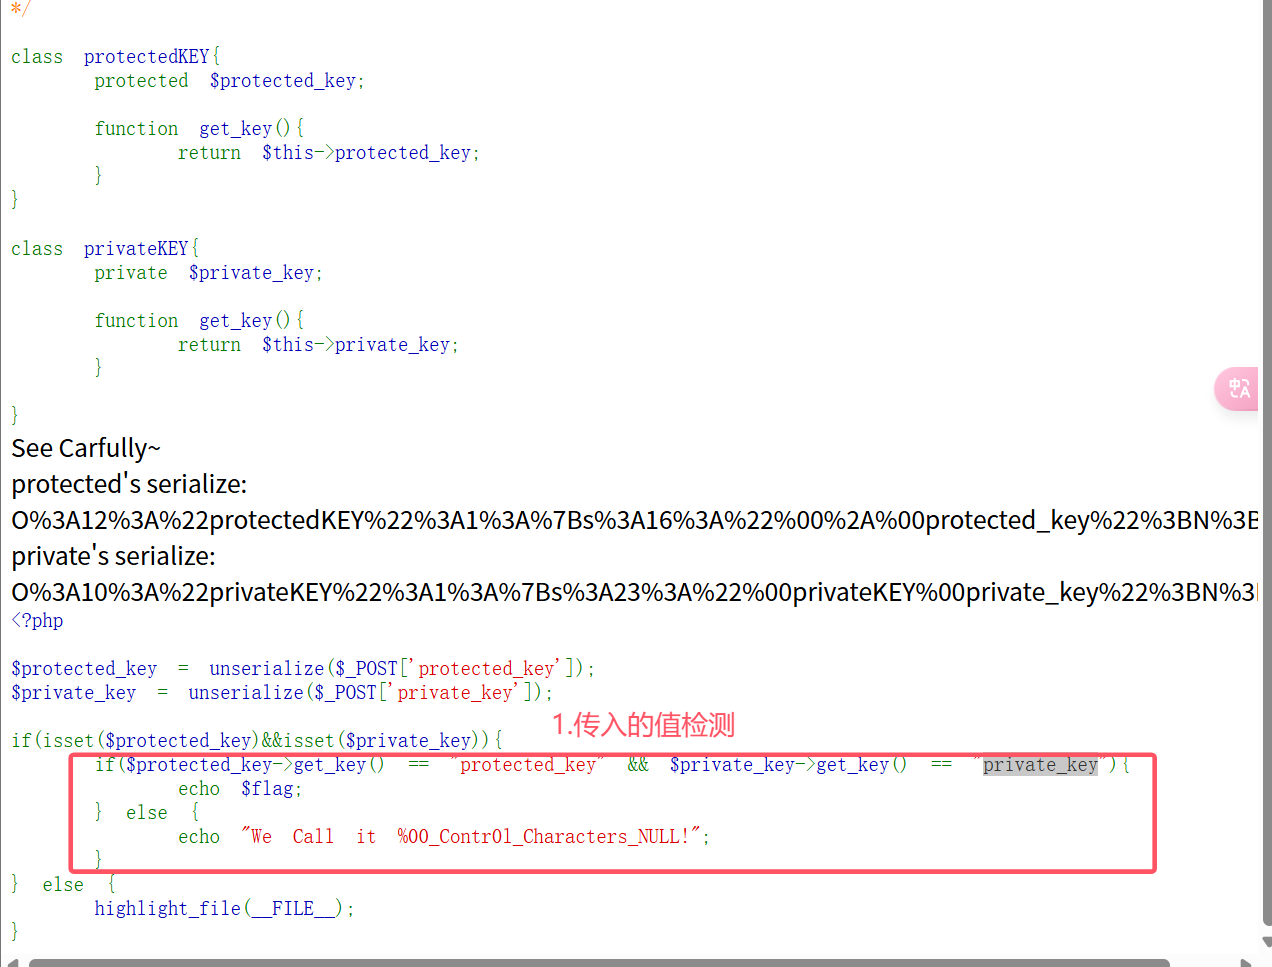 */
class protectedKEY{
protected $protected_key;
function get_key(){
return $this->protected_key;
}
}
class privateKEY{
private $private_key;
function get_key(){
return $this->private_key;
}
}
中A
See Carfully~
protected's serialize:
O%3A12%3A%22protectedKEY%22%3A1%3A%7Bs%3A16%3A%22%00%2A%00protected_key%22%3BN%3B
private's serialize:
O%3A10%3A%22privateKEY%22%3A1%3A%7Bs%3A23%3A%22%00privateKEY%00private_key%22%3BN%3
<?php
$protected_key = unserialize($_POST['protected_key']);
$private_key = unserialize($_POST['private_key']);
1.传入的值检测
if(isset($protected_key)&&isset($private_key)){
if($protected_key->get_key() == "protected_key" && $private_key->get_key() == "private_key"){
echo $flag;
} else {
echo "We Call it %00_Contr0l_Characters_NULL!";
}
} else {
highlight_file(__FILE__);
}